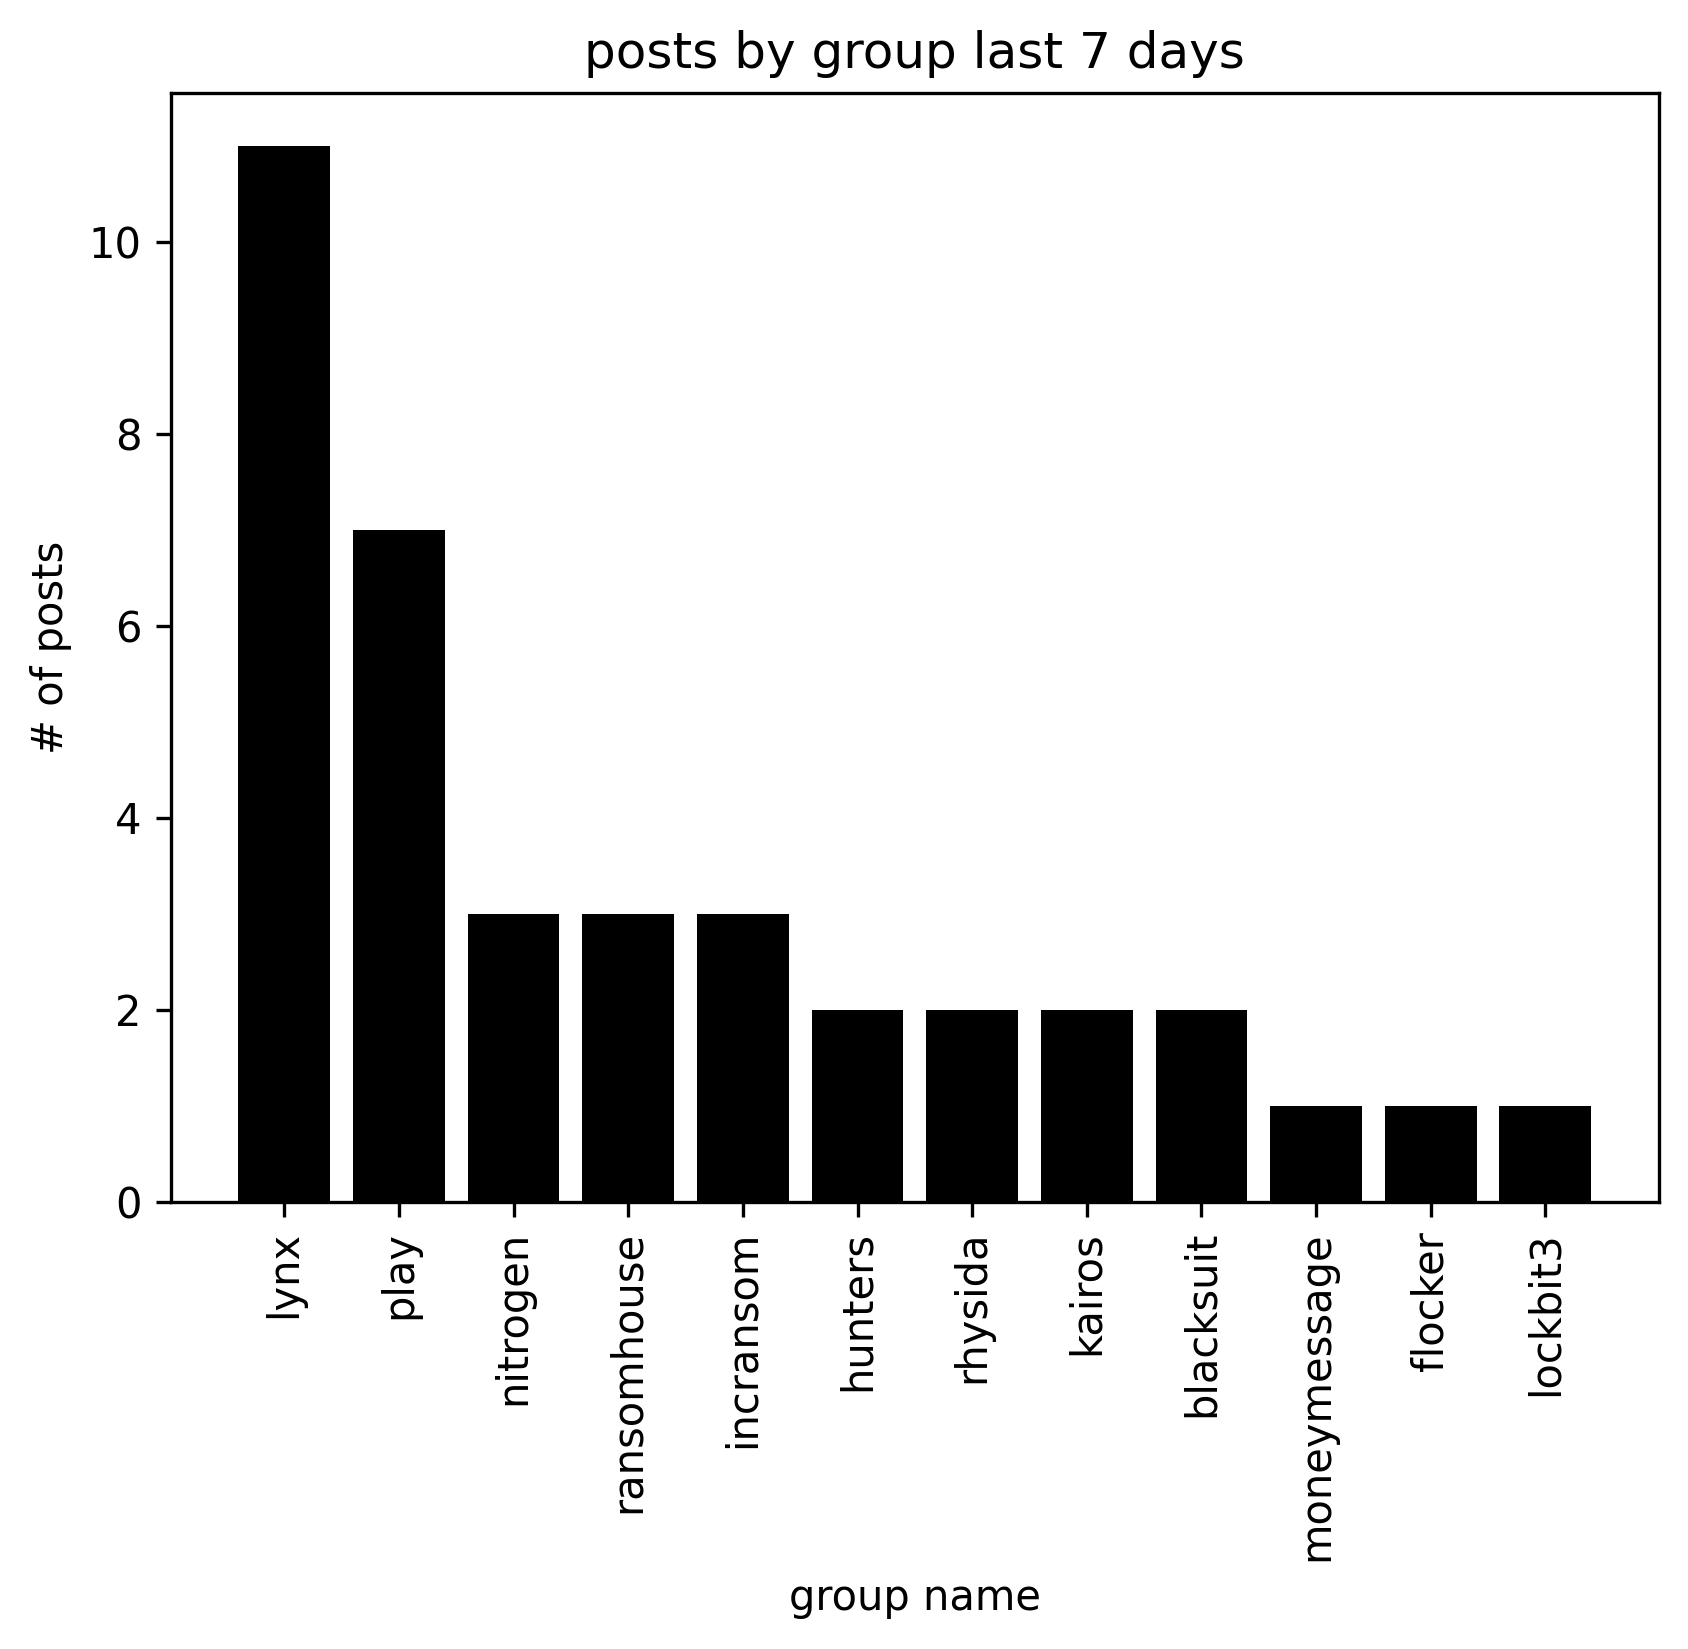 posts by group last 7 days
# of posts
10
8
6
4
2
0
lynx
play
nitrogen
ransomhouse
incransom
hunters
rhysida
kairos
blacksuit
moneymessage
flocker
lockbit3
group name